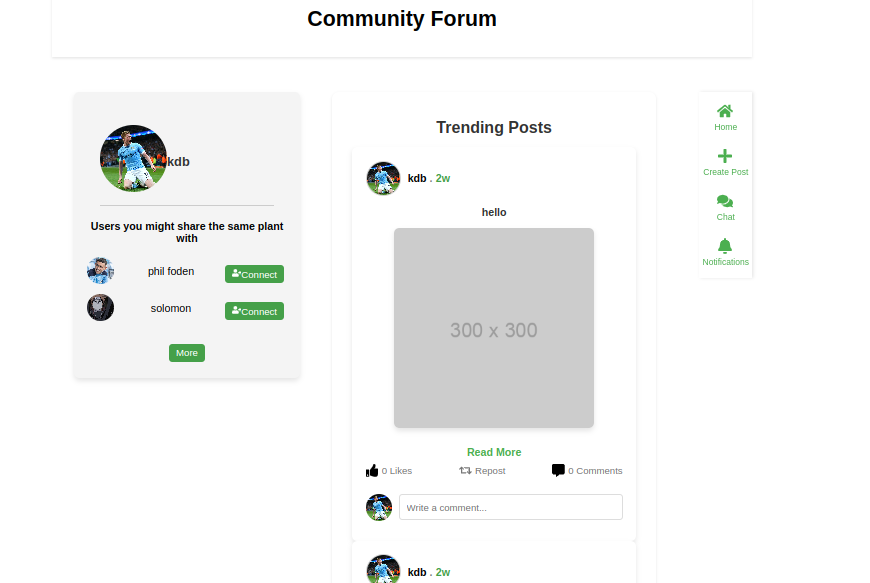 Community Forum
kdb
Users you might share the same plant
with
phil foden
Connect
solomon
Connect
More
Trending Posts
kdb . 2w
hello
300 x 300
Read More
0 Likes
Repost
0 Comments
Write a comment...
kdb . 2w
Home
Create Post
Chat
Notifications